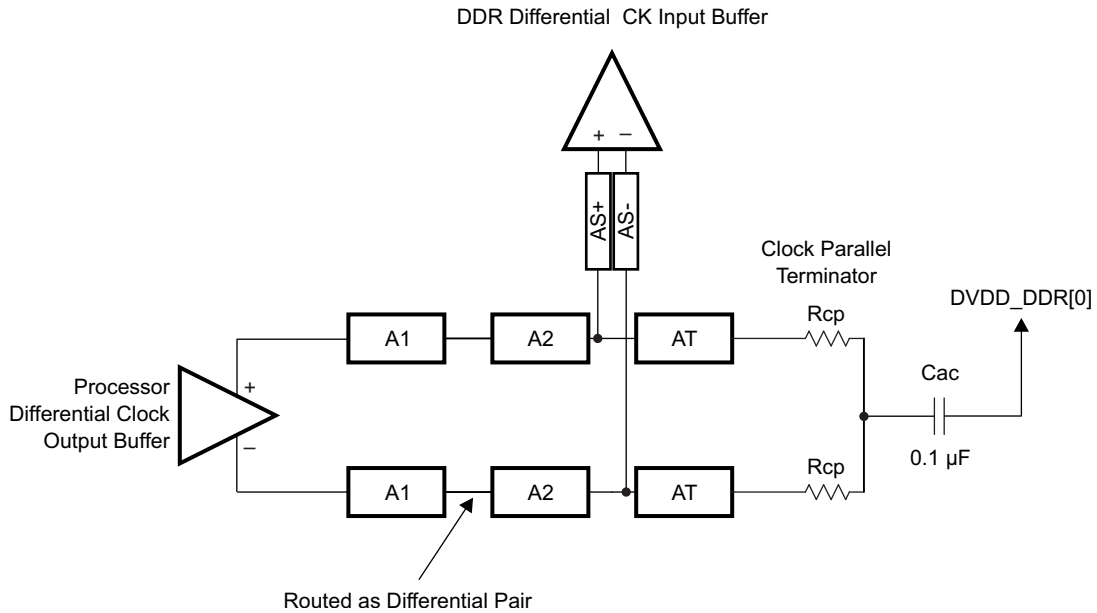 DDR Differential CK Input Buffer
+ −
AS+
AS-
Clock Parallel
Terminator
DVDD_DDR[0]
A1
A2
AT
Rcp
Processor
Differential Clock
Output Buffer
+
−
Cac
0.1 µF
A1
A2
AT
Rcp
Routed as Differential Pair